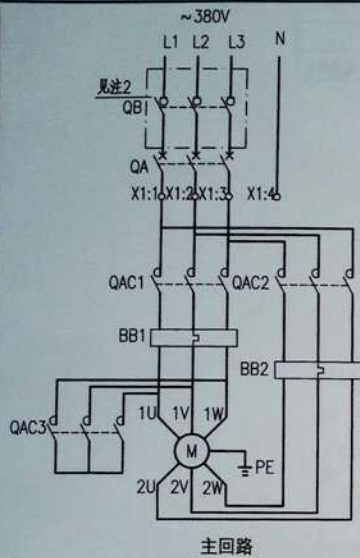 ~380V
L1 L2 L3 N
见注2
QB
QA
X1:1 X1:2 X1:3 X1:4
QAC1 QAC2
BB1
BB2
QAC3
1U 1V 1W
M
PE
2U 2V 2W
主回路